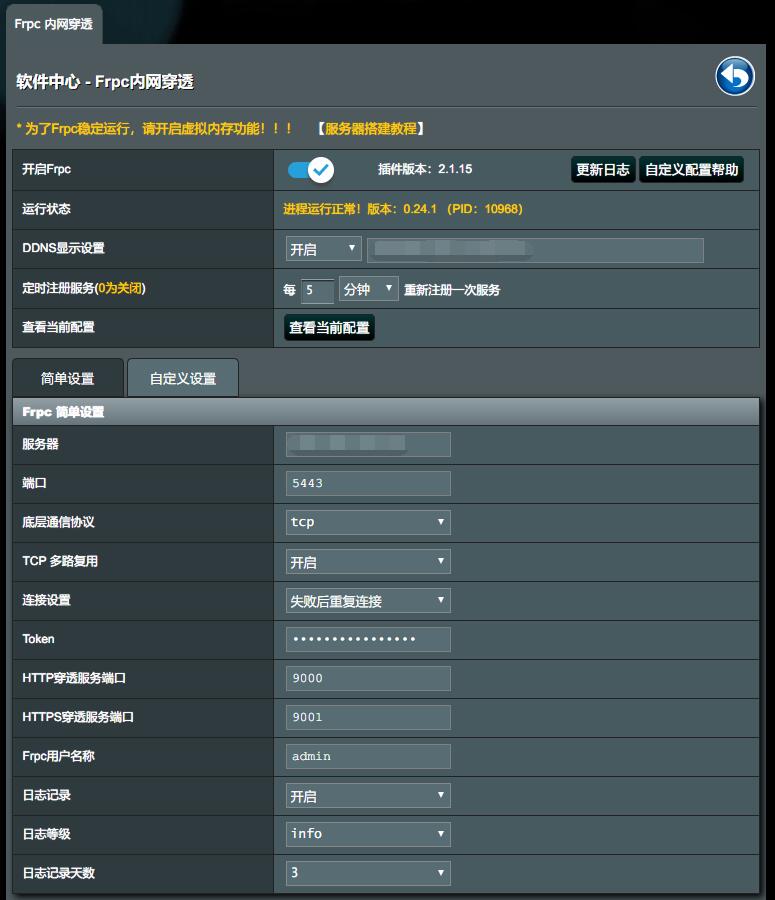 Frpc 内网穿透
软件中心 - Frpc内网穿透
* 为了Frpc稳定运行，请开启虚拟内存功能！！！ 【服务器搭建教程】
开启Frpc 插件版本：2.1.15 更新日志 自定义配置帮助
运行状态 进程运行正常！版本：0.24.1 （PID：10968）
DDNS显示设置 开启
定时注册服务(0为关闭) 每 5 分钟 重新注册一次服务
查看当前配置 查看当前配置
简单设置 自定义设置
Frpc 简单设置
服务器
端口 5443
底层通信协议 tcp
TCP 多路复用 开启
连接设置 失败后重复连接
Token ••••••••••••••••
HTTP穿透服务端口 9000
HTTPS穿透服务端口 9001
Frpc用户名称 admin
日志记录 开启
日志等级 info
日志记录天数 3